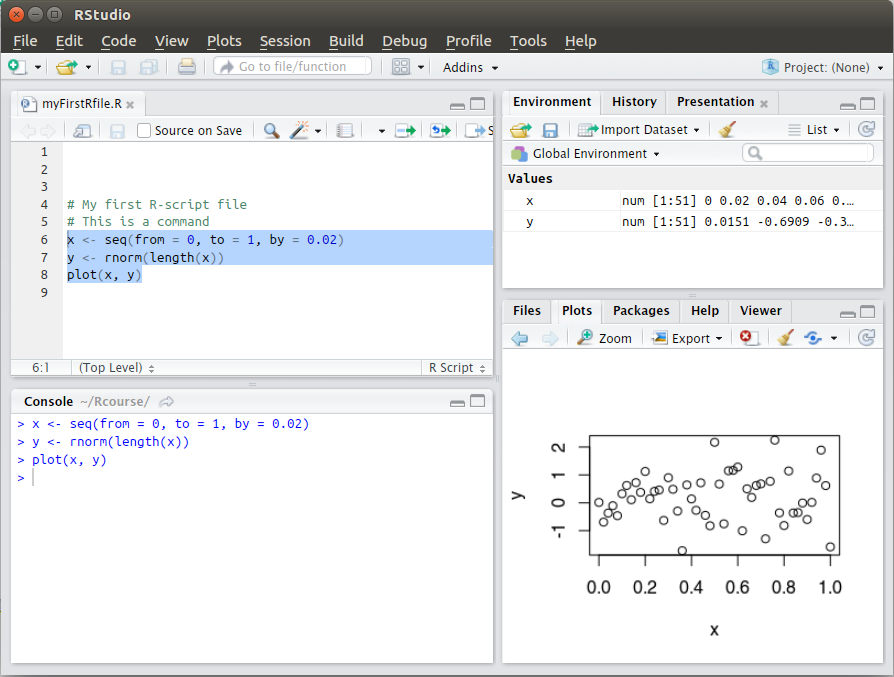 RStudio
File Edit Code View Plots Session Build Debug Profile Tools Help
Go to file/function Addins Project: (None)
myFirstRfile.R
Source on Save S
1
2
3
4 # My first R-script file
5 # This is a command
6 x <- seq(from = 0, to = 1, by = 0.02)
7 y <- rnorm(length(x))
8 plot(x, y)
9
6:1 (Top Level) R Script
Console ~/Rcourse/
> x <- seq(from = 0, to = 1, by = 0.02)
> y <- rnorm(length(x))
> plot(x, y)
>
Environment History Presentation
Import Dataset List
Global Environment
Values
x num [1:51] 0 0.02 0.04 0.06 0.…
y num [1:51] 0.0151 -0.6909 -0.3…
Files Plots Packages Help Viewer
Zoom Export
2
1
0
-1
y
0.0 0.2 0.4 0.6 0.8 1.0
x